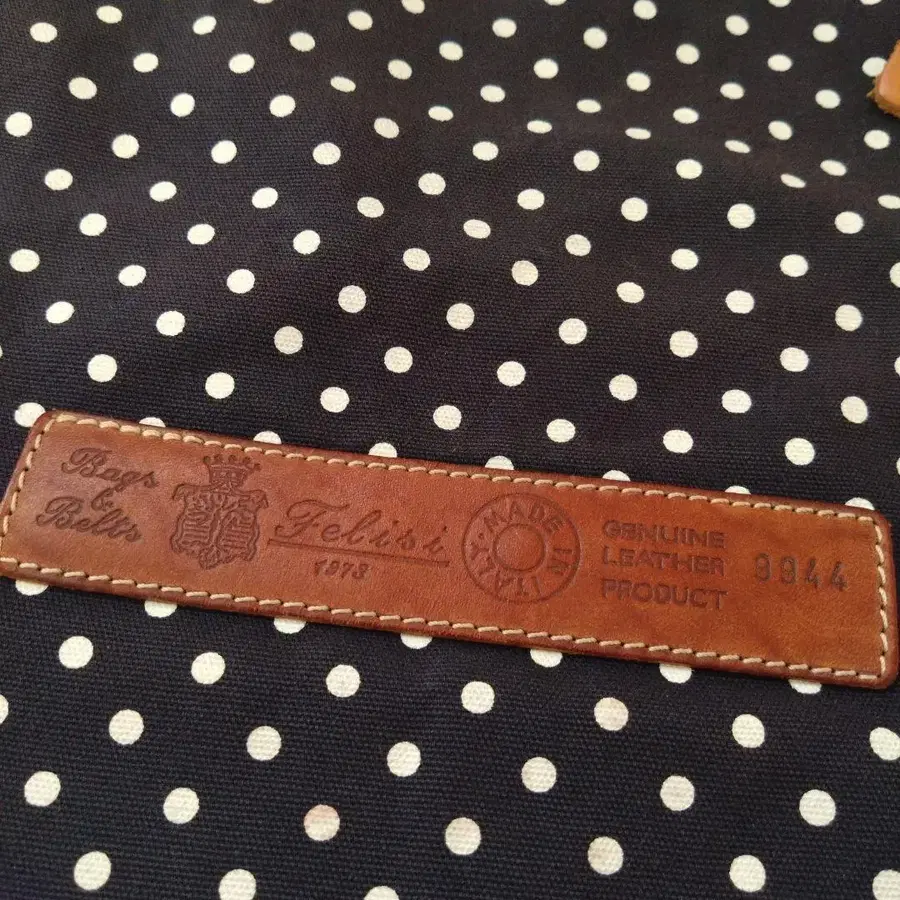 Bags
&
Belts
Felisi
1973
MADE IN ITALY
GENUINE
LEATHER
PRODUCT
9944